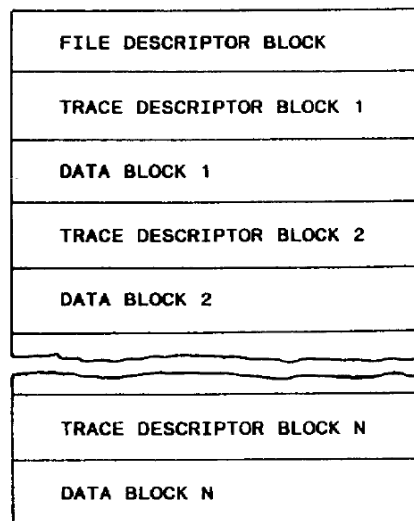 FILE DESCRIPTOR BLOCK
TRACE DESCRIPTOR BLOCK 1
DATA BLOCK 1
TRACE DESCRIPTOR BLOCK 2
DATA BLOCK 2
TRACE DESCRIPTOR BLOCK N
DATA BLOCK N